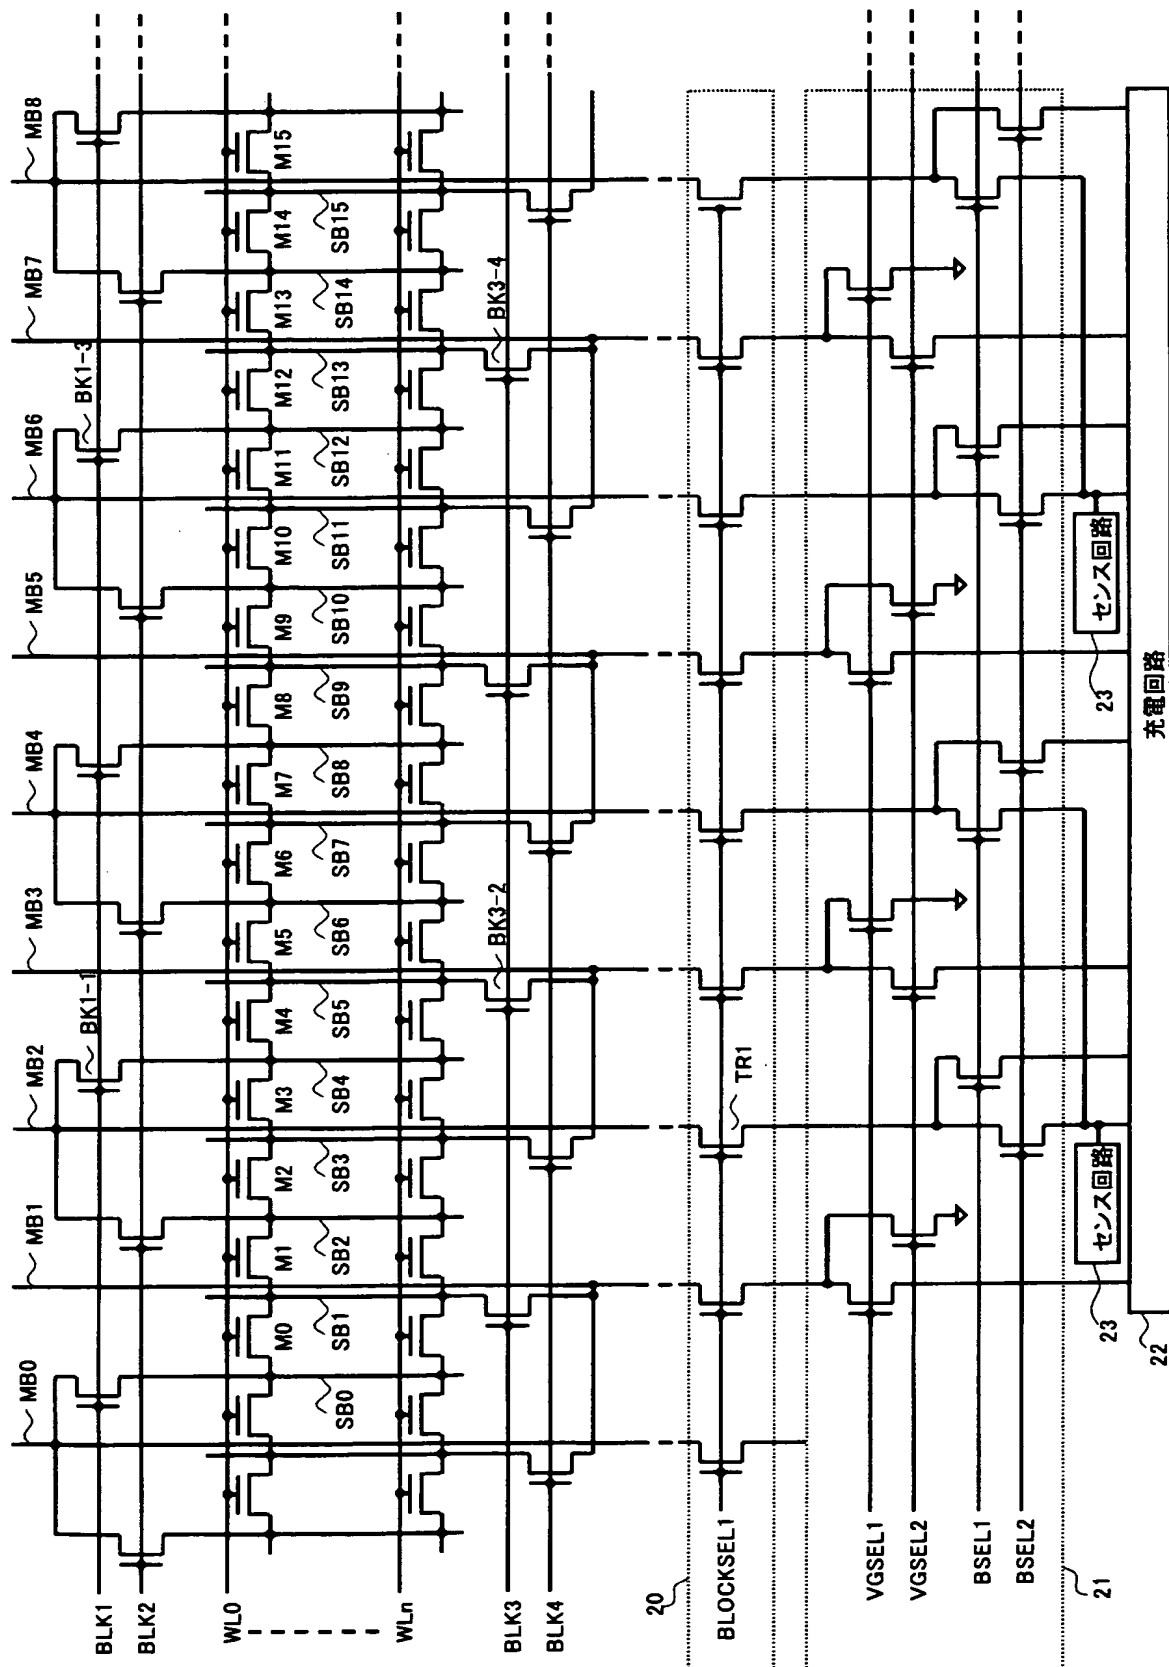 MB0
MB1
MB2
MB3
MB4
MB5
MB6
MB7
MB8
BK1-1
BK1-3
BLK1
BLK2
WL0
M0
M1
M2
M3
M4
M5
M6
M7
M8
M9
M10
M11
M12
M13
M14
M15
SB0
SB1
SB2
SB3
SB4
SB5
SB6
SB7
SB8
SB9
SB10
SB11
SB12
SB13
SB14
SB15
WLn
BK3-2
BK3-4
BLK3
BLK4
20
BLOCKSEL1
TR1
VGSEL1
VGSEL2
BSEL1
BSEL2
21
センス回路
センス回路
23
23
充電回路
22